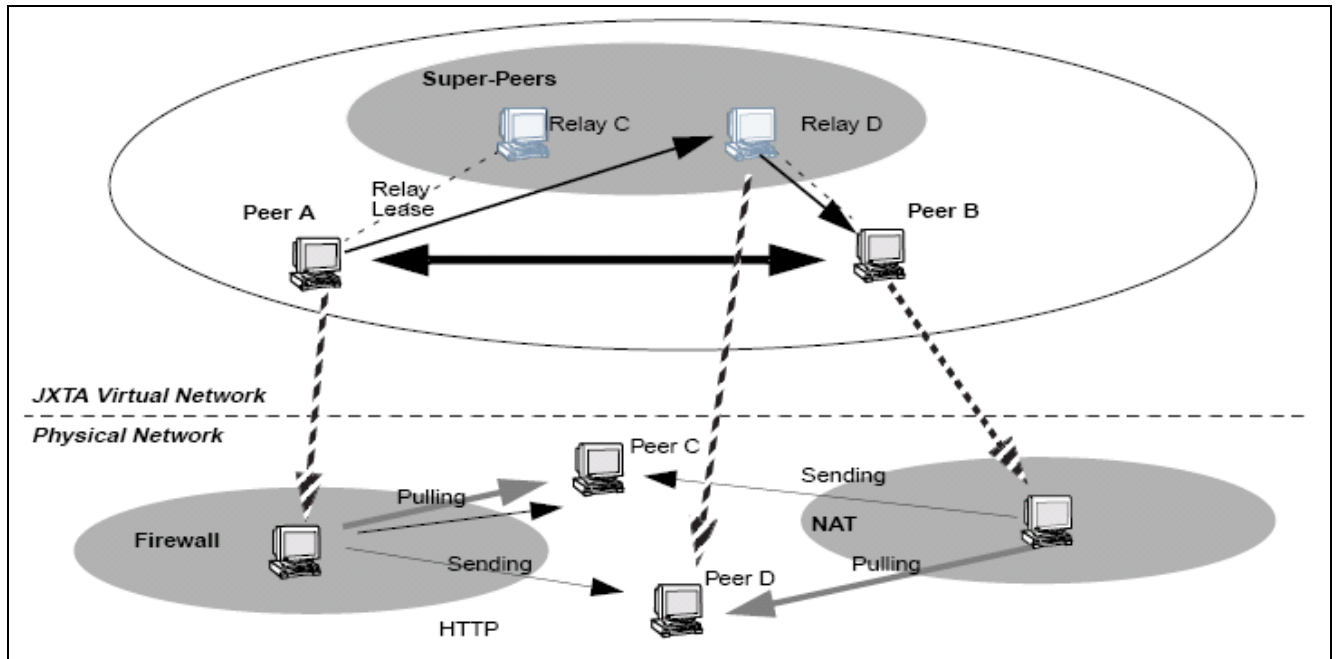 Super-Peers
Relay C
Relay D
Relay
Lease
Peer A
Peer B
JXTA Virtual Network
Physical Network
Peer C
Sending
Pulling
NAT
Firewall
Sending
Peer D
Pulling
HTTP